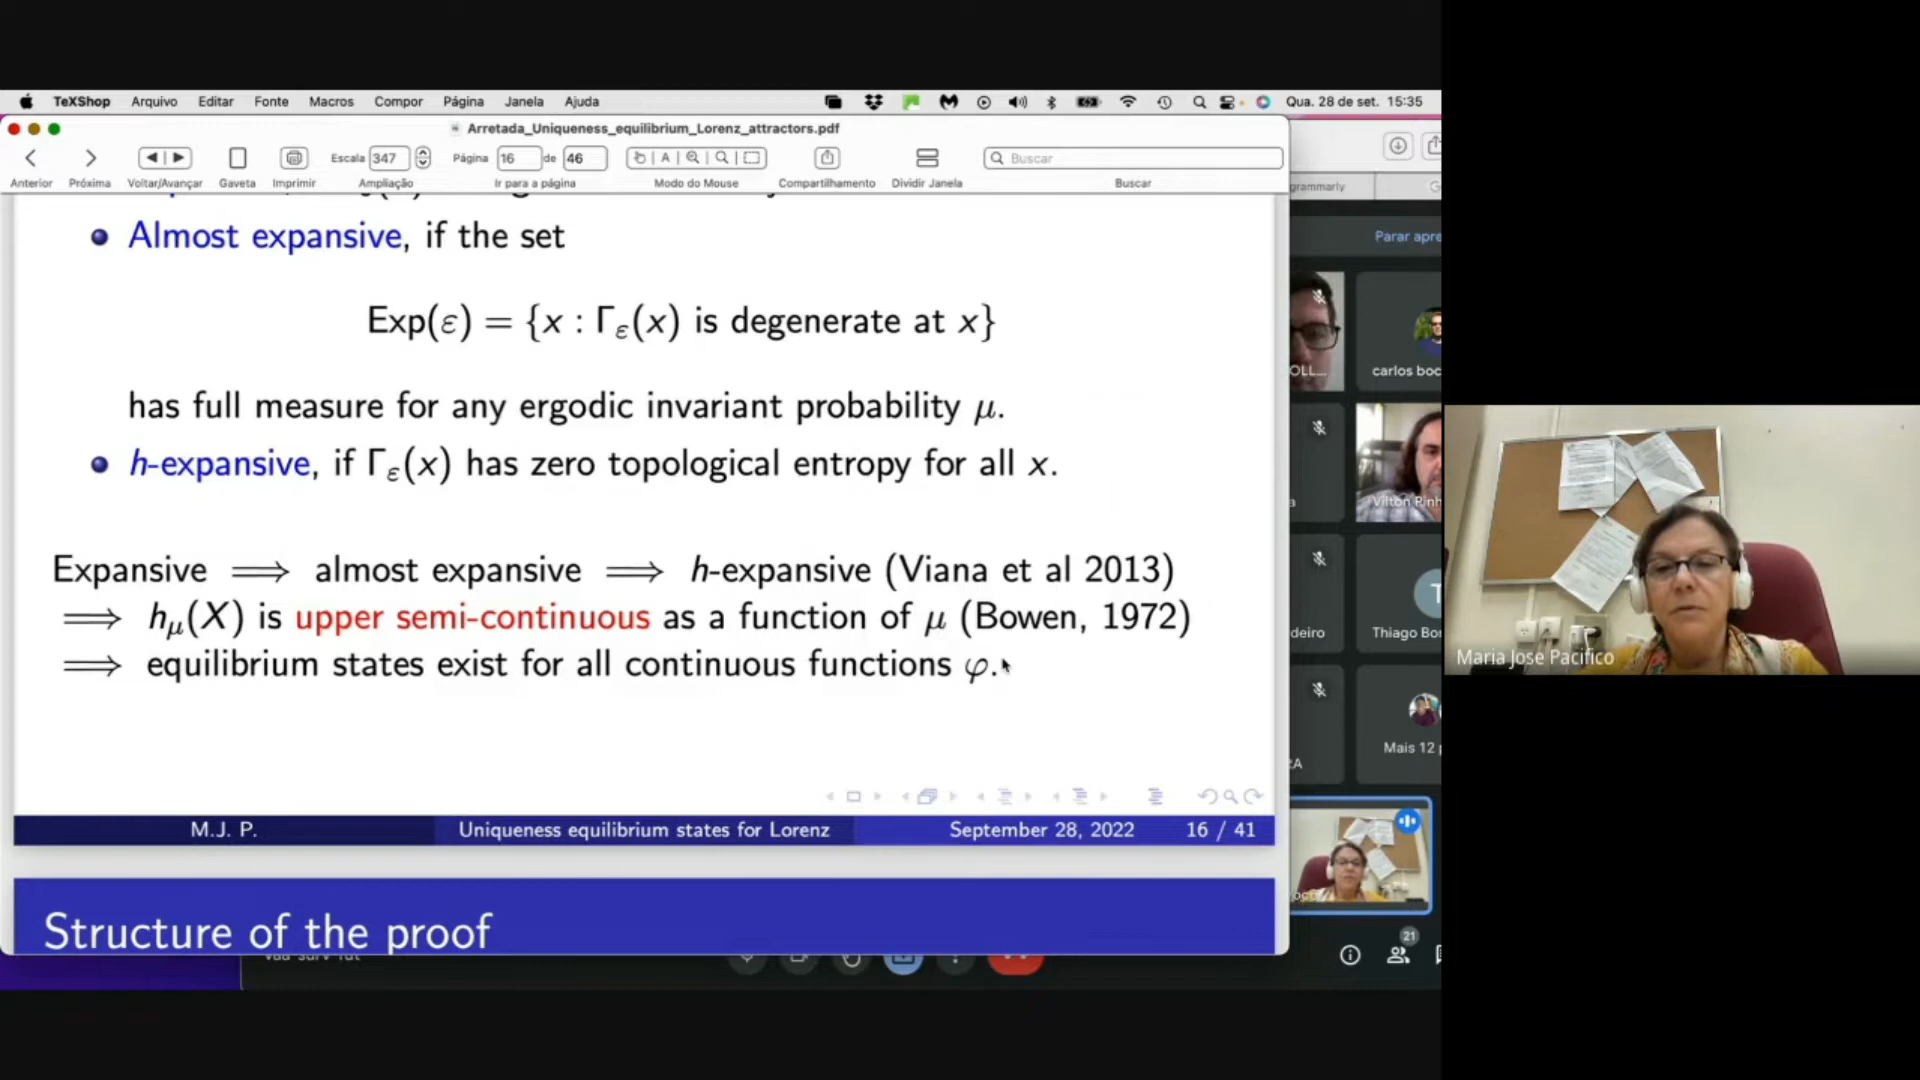 TeXShop Arquivo Editar Fonte Macros Compor Página Janela Ajuda Qua. 28 de set. 15:35
Arretada_Uniqueness_equilibrium_Lorenz_attractors.pdf
Escala 347 Página 16 de 46 A Buscar
Anterior Próxima Voltar/Avançar Gaveta Imprimir Ampliação Ir para a página Modo do Mouse Compartilhamento Dividir Janela Buscar
grammarly
Parar apre
• Almost expansive, if the set
Exp(ε) = {x : Γε(x) is degenerate at x}
has full measure for any ergodic invariant probability μ.
• h-expansive, if Γε(x) has zero topological entropy for all x.
Expansive ⟹ almost expansive ⟹ h-expansive (Viana et al 2013)
⟹ hμ(X) is upper semi-continuous as a function of μ (Bowen, 1972)
⟹ equilibrium states exist for all continuous functions φ.
M.J. P. Uniqueness equilibrium states for Lorenz September 28, 2022 16 / 41
Structure of the proof
OLL... carlos boc
Vilton Pinh
deiro T Thiago Bor
Mais 12 p
21
Maria Jose Pacifico